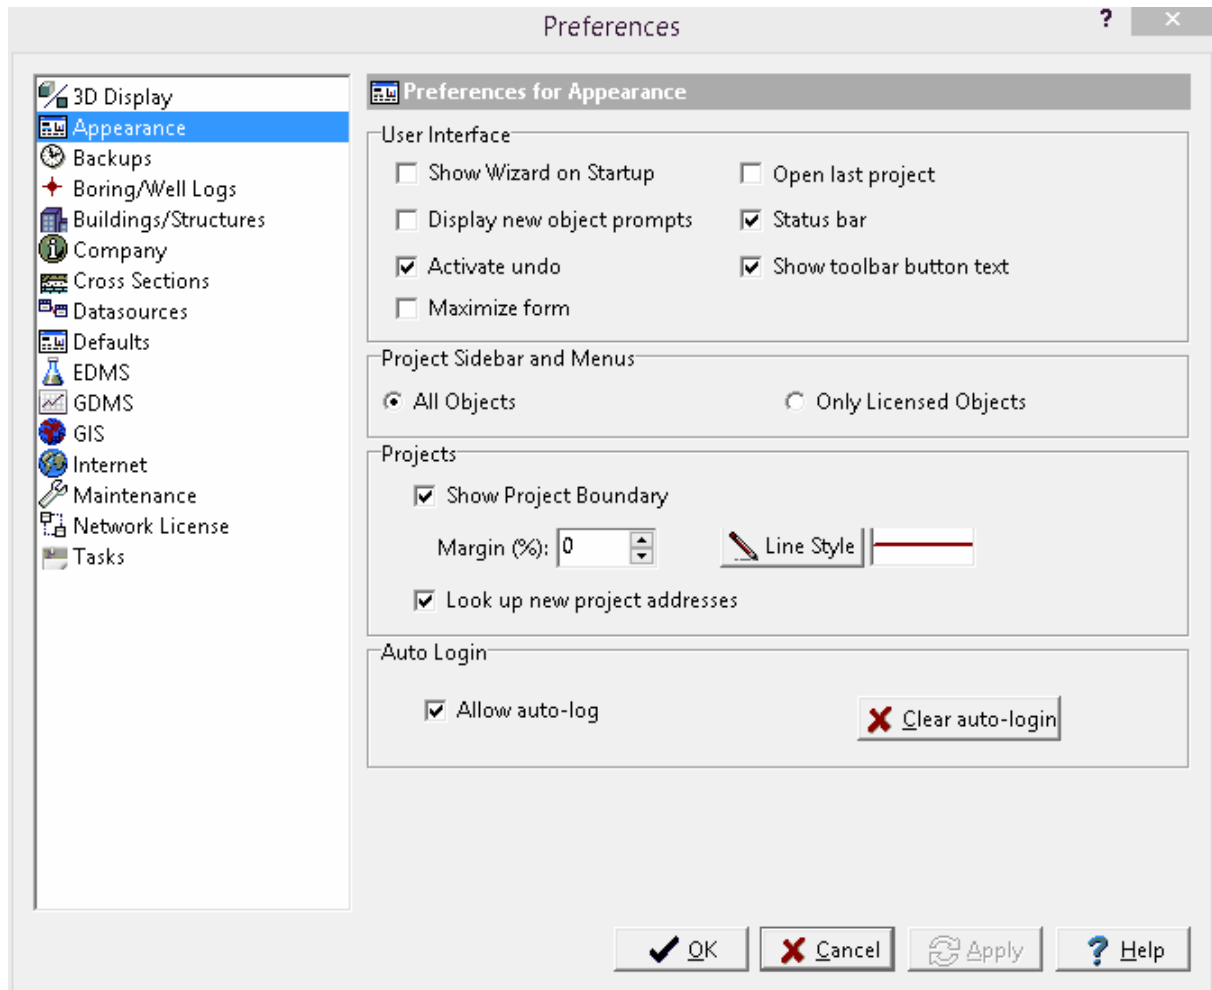 Preferences ?
3D Display
Appearance
Backups
Boring/Well Logs
Buildings/Structures
Company
Cross Sections
Datasources
Defaults
EDMS
GDMS
GIS
Internet
Maintenance
Network License
Tasks
Preferences for Appearance
User Interface
Show Wizard on Startup Open last project
Display new object prompts Status bar
Activate undo Show toolbar button text
Maximize form
Project Sidebar and Menus
All Objects Only Licensed Objects
Projects
Show Project Boundary
Margin (%): 0 Line Style
Look up new project addresses
Auto Login
Allow auto-log Clear auto-login
OK Cancel Apply Help